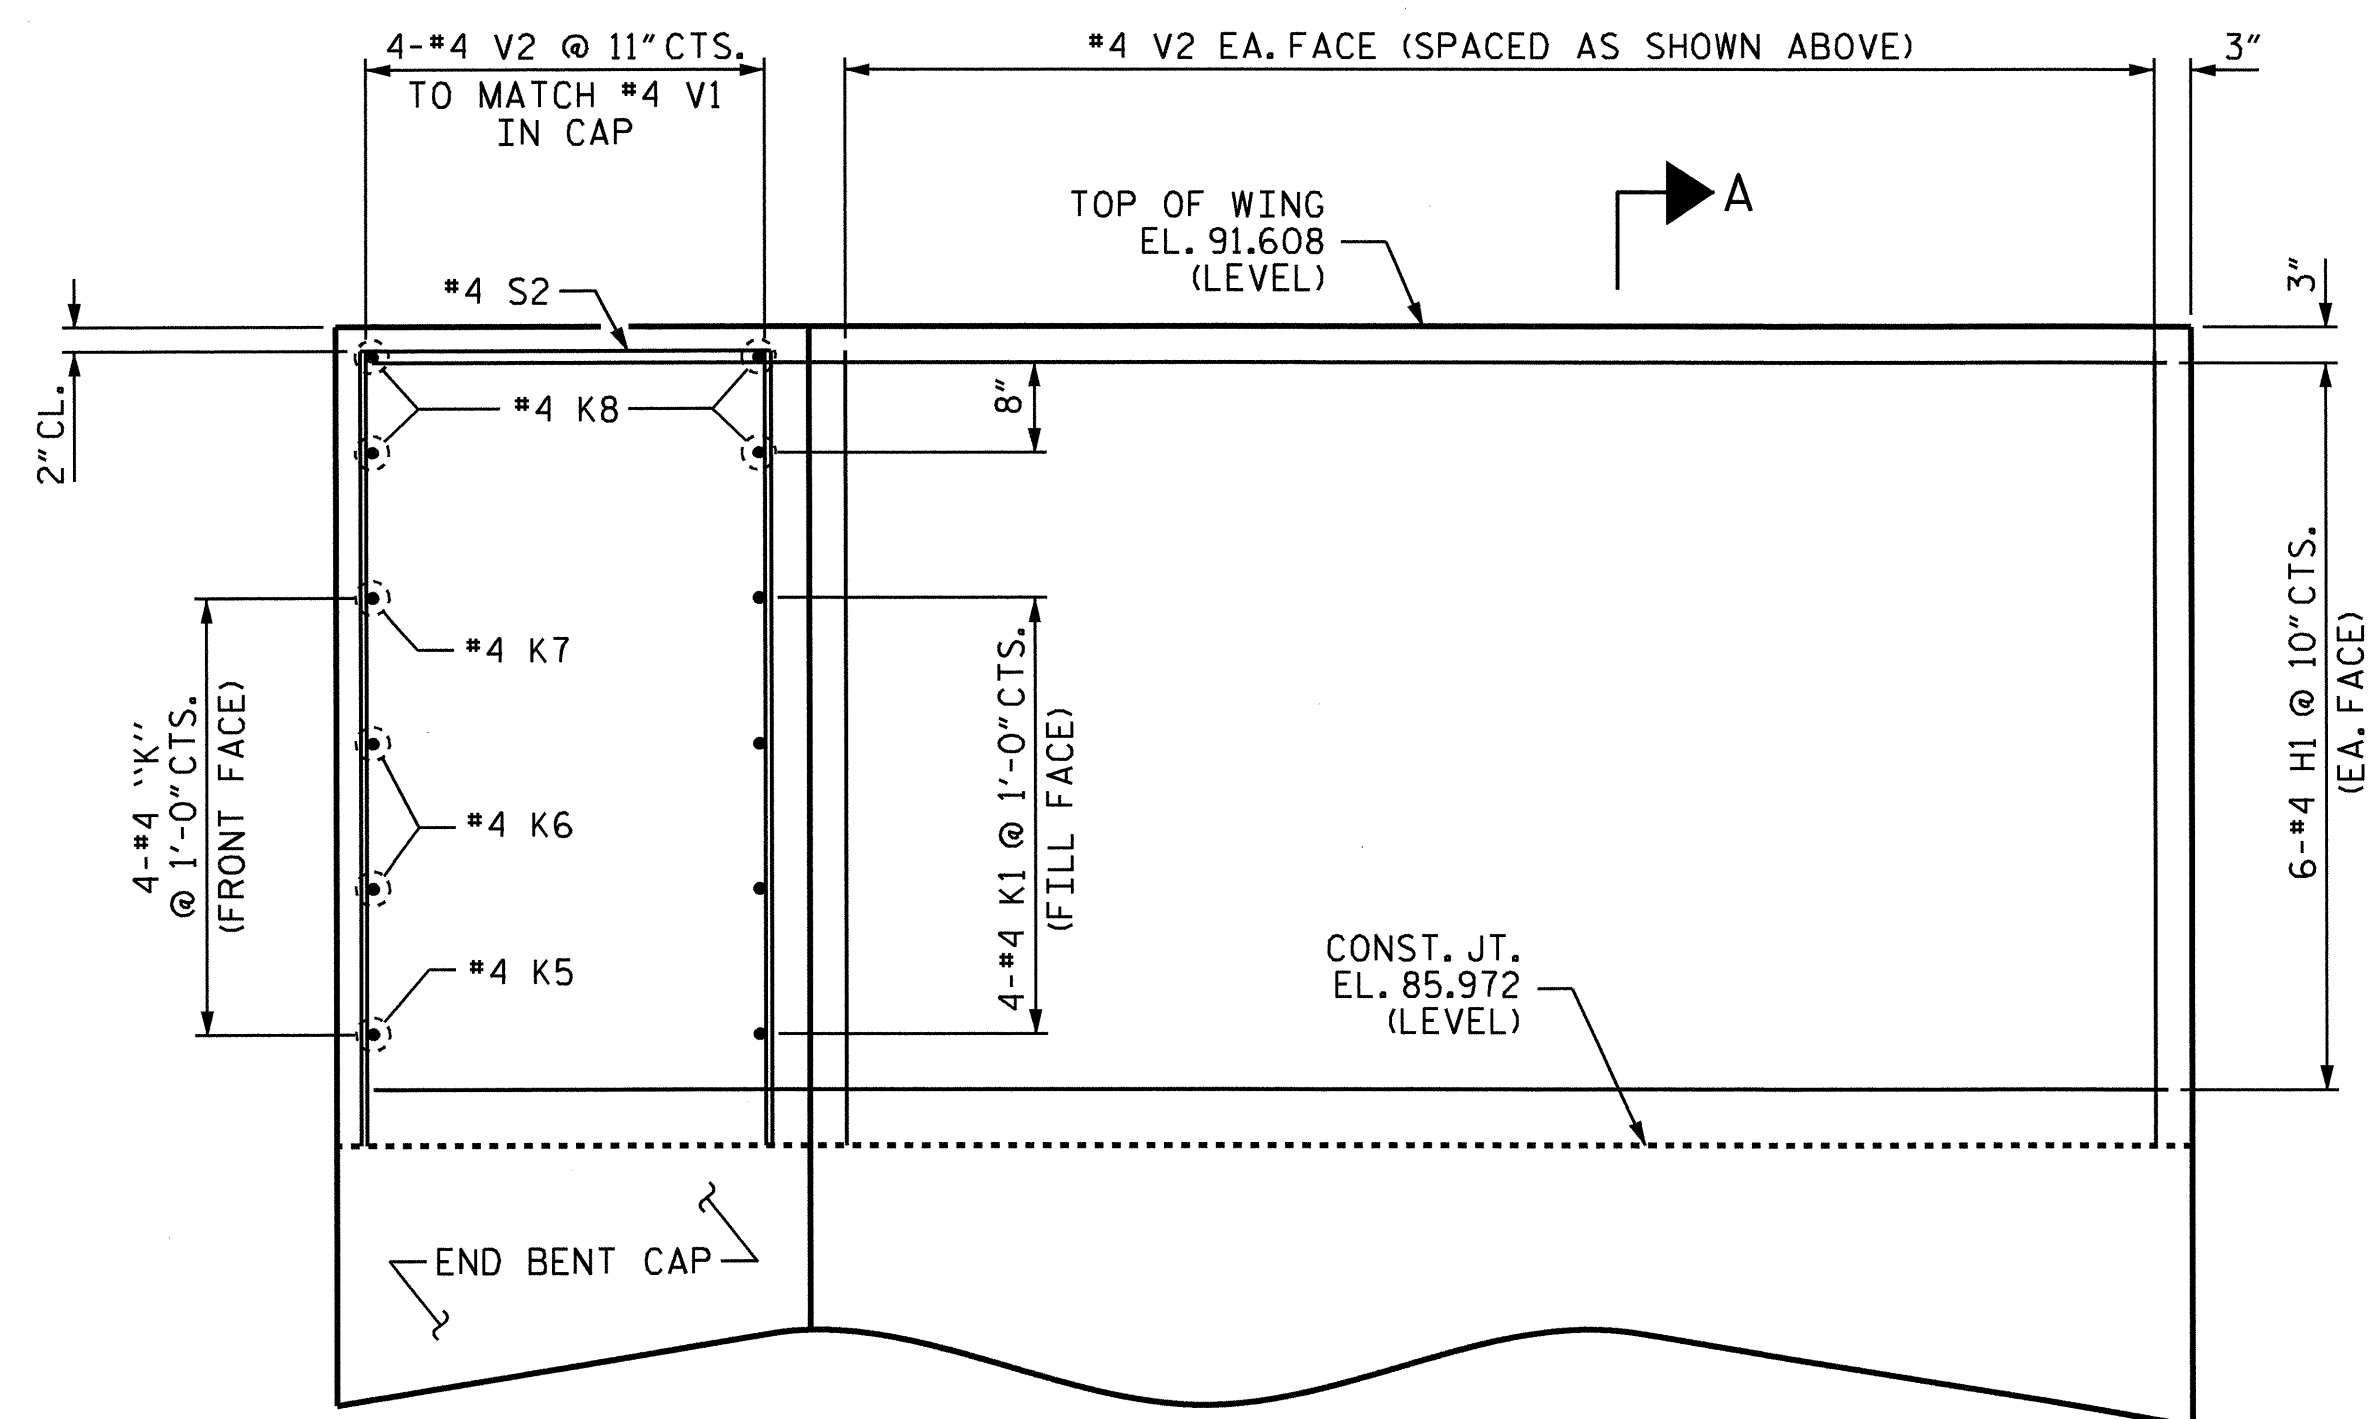 4-#4 V2 @ 11" CTS.
TO MATCH #4 V1
IN CAP
#4 V2 EA. FACE (SPACED AS SHOWN ABOVE)
3"
A
TOP OF WING
EL. 91.608
(LEVEL)
3"
#4 S2
2" CL.
#4 K8
8"
#4 K7
4-#4 "K"
@ 1'-0" CTS.
(FRONT FACE)
#4 K6
#4 K5
4-#4 K1 @ 1'-0" CTS.
(FILL FACE)
6-#4 H1 @ 10" CTS.
(EA. FACE)
CONST. JT.
EL. 85.972
(LEVEL)
END BENT CAP